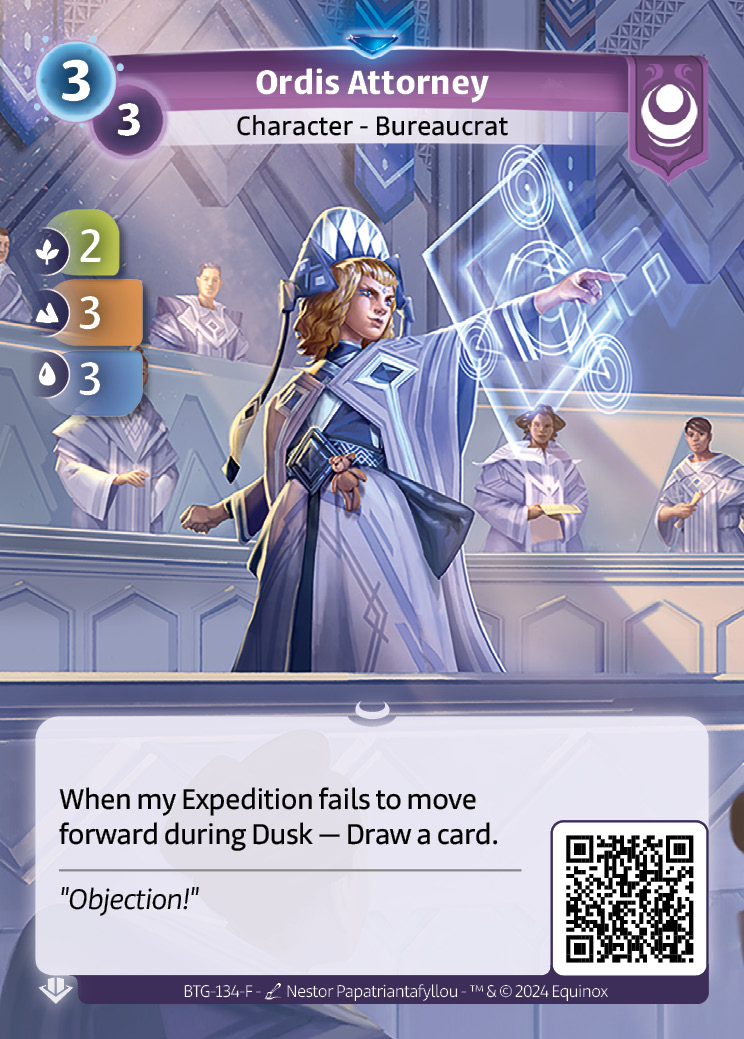 3
Ordis Attorney
3
Character - Bureaucrat
2
3
3
When my Expedition fails to move
forward during Dusk — Draw a card.
"Objection!"
BTG-134-F - Nestor Papatriantafyllou - ™ & © 2024 Equinox